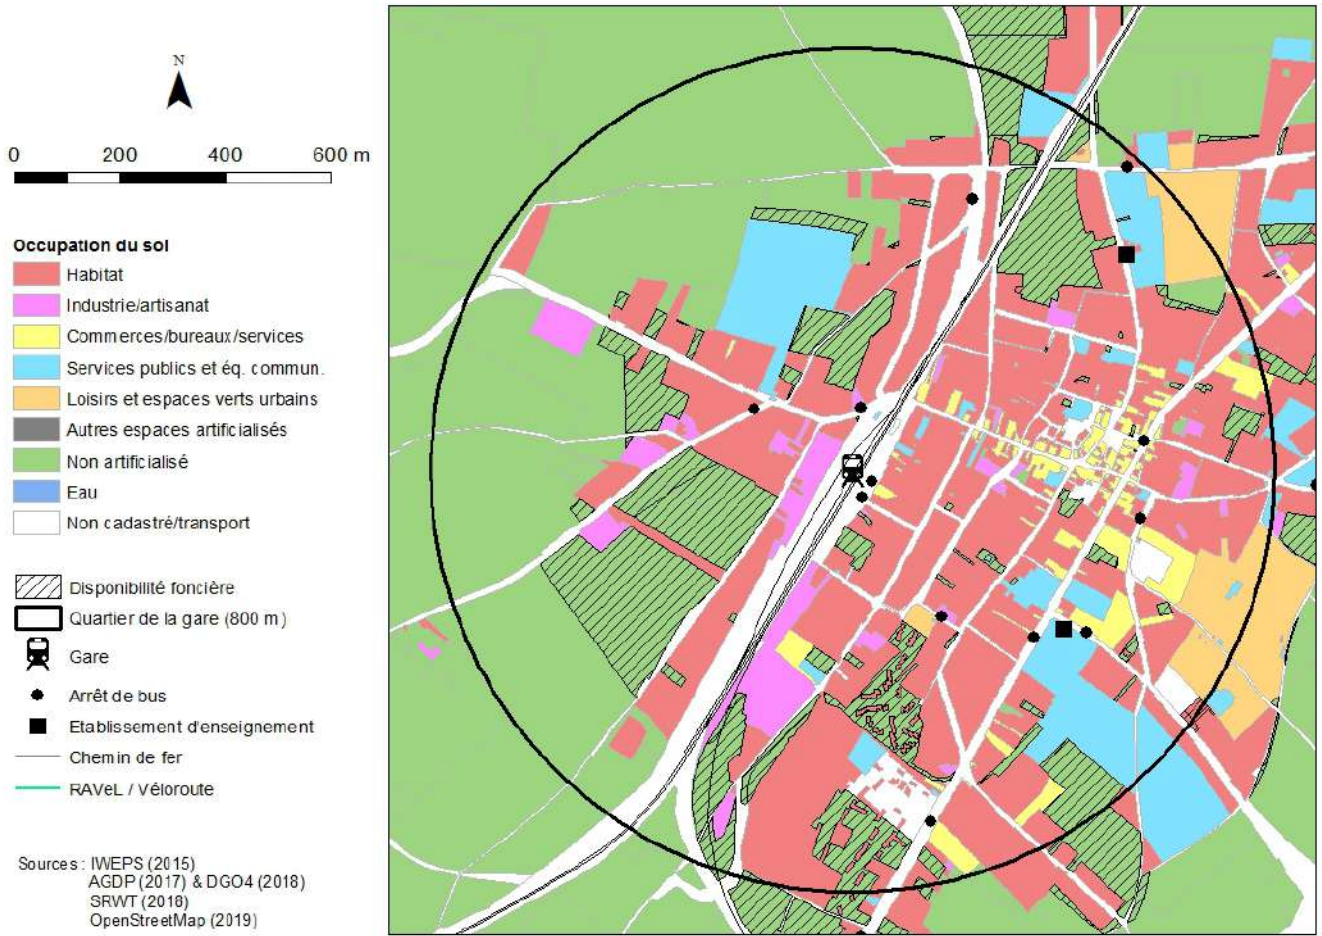 N
0 200 400 600 m
Occupation du sol
Habitat
Industrie/artisanat
Commerces/bureaux/services
Services publics et éq. commun.
Loisirs et espaces verts urbains
Autres espaces artificialisés
Non artificialisé
Eau
Non cadastré/transport
Disponibilité foncière
Quartier de la gare (800 m)
Gare
Arrêt de bus
Etablissement d'enseignement
Chemin de fer
RAVeL / Véloroute
Sources : IWEPS (2015)
AGDP (2017) & DGO4 (2018)
SRWT (2018)
OpenStreetMap (2019)